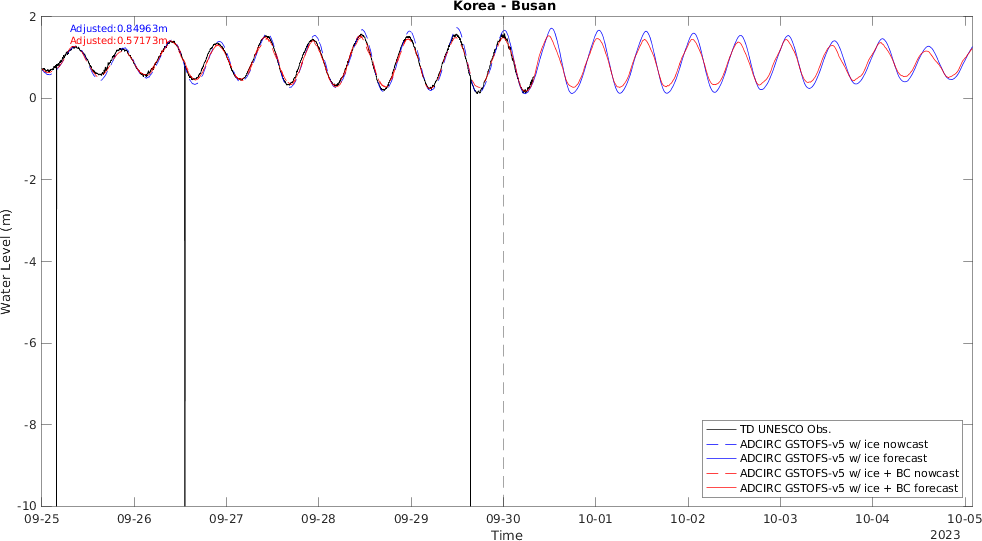 Korea - Busan
Adjusted:0.84963m
Adjusted:0.57173m
2
0
-2
-4
-6
-8
-10
Water Level (m)
TD UNESCO Obs.
ADCIRC GSTOFS-v5 w/ ice nowcast
ADCIRC GSTOFS-v5 w/ ice forecast
ADCIRC GSTOFS-v5 w/ ice + BC nowcast
ADCIRC GSTOFS-v5 w/ ice + BC forecast
09-25 09-26 09-27 09-28 09-29 09-30 10-01 10-02 10-03 10-04 10-05
Time
2023